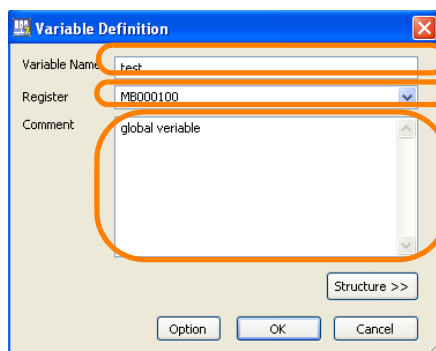 Variable Definition
Variable Name test
Register MB000100
Comment global veriable
Structure >>
Option OK Cancel